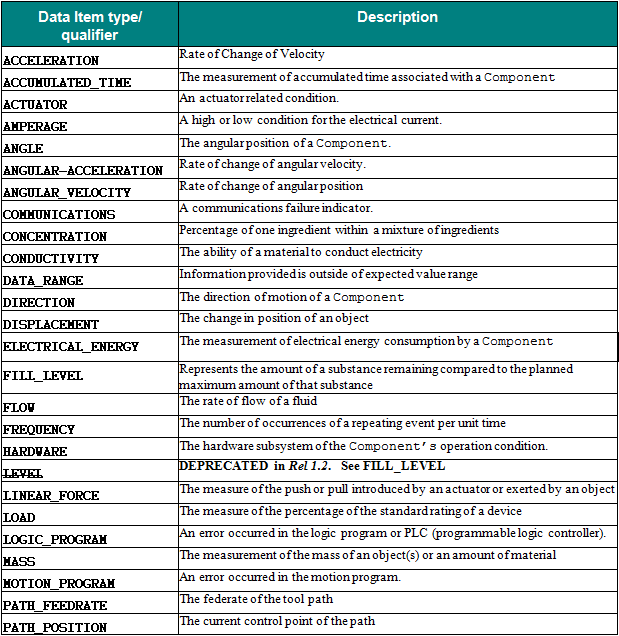 Data Item type/
qualifier
Description
ACCELERATION
Rate of Change of Velocity
ACCUMULATED_TIME
The measurement of accumulated time associated with a Component
ACTUATOR
An actuator related condition.
AMPERAGE
A high or low condition for the electrical current.
ANGLE
The angular position of a Component.
ANGULAR-ACCELERATION
Rate of change of angular velocity.
ANGULAR_VELOCITY
Rate of change of angular position
COMMUNICATIONS
A communications failure indicator.
CONCENTRATION
Percentage of one ingredient within a mixture of ingredients
CONDUCTIVITY
The ability of a material to conduct electricity
DATA_RANGE
Information provided is outside of expected value range
DIRECTION
The direction of motion of a Component
DISPLACEMENT
The change in position of an object
ELECTRICAL_ENERGY
The measurement of electrical energy consumption by a Component
FILL_LEVEL
Represents the amount of a substance remaining compared to the planned
maximum amount of that substance
FLOW
The rate of flow of a fluid
FREQUENCY
The number of occurrences of a repeating event per unit time
HARDWARE
The hardware subsystem of the Component's operation condition.
LEVEL
DEPRECATED in Rel 1.2. See FILL_LEVEL
LINEAR_FORCE
The measure of the push or pull introduced by an actuator or exerted by an object
LOAD
The measure of the percentage of the standard rating of a device
LOGIC_PROGRAM
An error occurred in the logic program or PLC (programmable logic controller).
MASS
The measurement of the mass of an object(s) or an amount of material
MOTION_PROGRAM
An error occurred in the motion program.
PATH_FEEDRATE
The federate of the tool path
PATH_POSITION
The current control point of the path